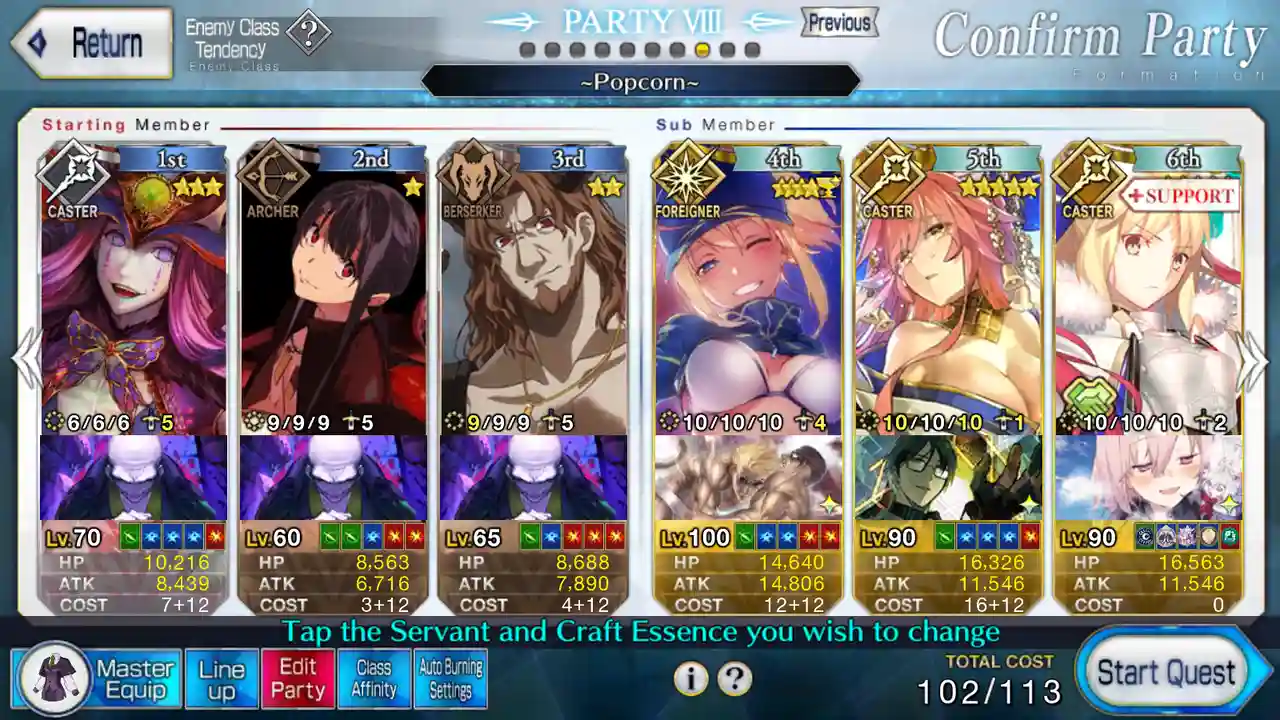 Return
Enemy Class Tendency
Enemy Class
?
PARTY VIII
Previous
Confirm Party
Formation
~Popcorn~
Starting Member
Sub Member
CASTER 1st
ARCHER 2nd
BERSERKER 3rd
FOREIGNER 4th
CASTER 5th
CASTER 6th
+SUPPORT
6/6/6 5
9/9/9 5
9/9/9 5
10/10/10 4
10/10/10 1
10/10/10 2
Lv.70
HP 10,216
ATK 8,439
COST 7+12
Lv.60
HP 8,563
ATK 6,716
COST 3+12
Lv.65
HP 8,688
ATK 7,890
COST 4+12
Lv.100
HP 14,640
ATK 14,806
COST 12+12
Lv.90
HP 16,326
ATK 11,546
COST 16+12
Lv.90
HP 16,563
ATK 11,546
COST 0
Tap the Servant and Craft Essence you wish to change
Master Equip
Line up
Edit Party
Class Affinity
Auto Burning Settings
i
?
TOTAL COST
102/113
Start Quest